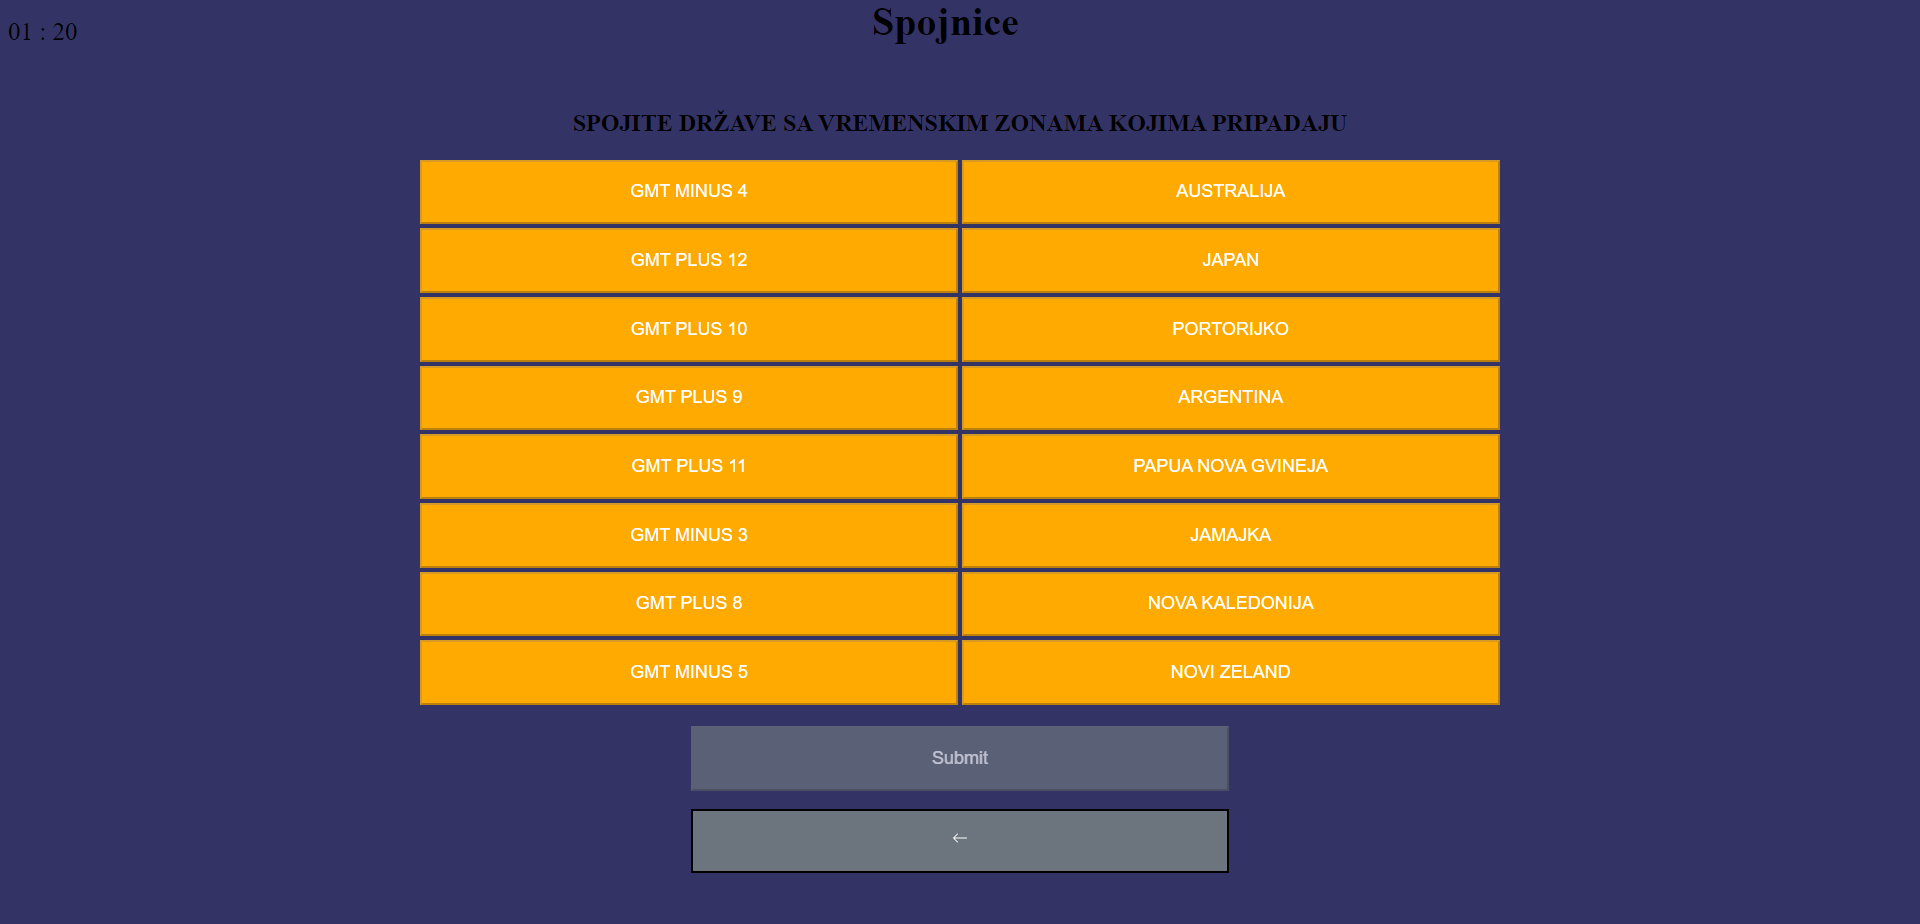 01 : 20
Spojnice
SPOJITE DRŽAVE SA VREMENSKIM ZONAMA KOJIMA PRIPADAJU
GMT MINUS 4 AUSTRALIJA
GMT PLUS 12 JAPAN
GMT PLUS 10 PORTORIJKO
GMT PLUS 9 ARGENTINA
GMT PLUS 11 PAPUA NOVA GVINEJA
GMT MINUS 3 JAMAJKA
GMT PLUS 8 NOVA KALEDONIJA
GMT MINUS 5 NOVI ZELAND
Submit
←